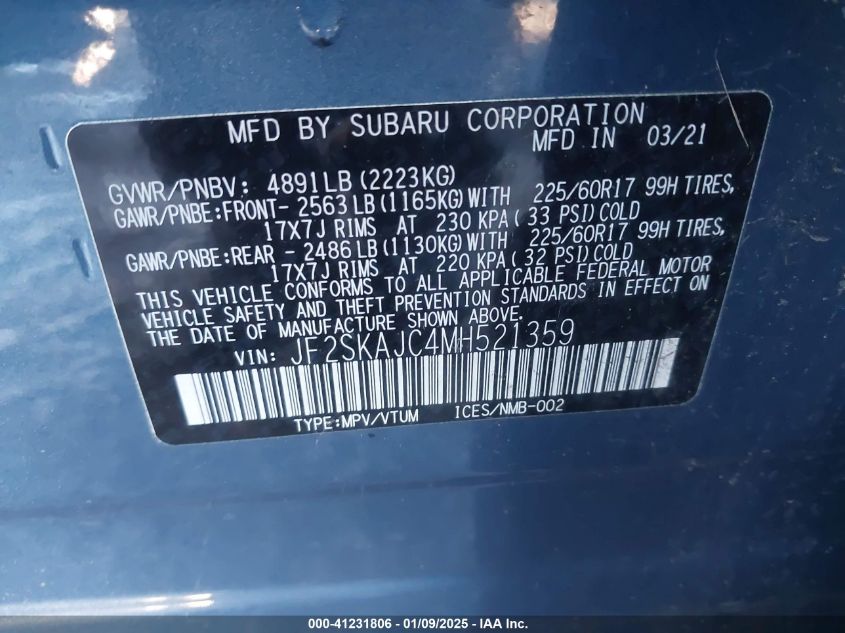 MFD BY SUBARU CORPORATION
MFD IN 03/21
GVWR/PNBV: 4891LB(2223KG)
GAWR/PNBE:FRONT- 2563LB(1165KG)WITH 225/60R17 99H TIRES,
17X7J RIMS AT 230 KPA(33 PSI)COLD
GAWR/PNBE:REAR - 2486LB(1130KG)WITH 225/60R17 99H TIRES,
17X7J RIMS AT 220 KPA(32 PSI)COLD
THIS VEHICLE CONFORMS TO ALL APPLICABLE FEDERAL MOTOR
VEHICLE SAFETY AND THEFT PREVENTION STANDARDS IN EFFECT ON
THE DATE OF MANUFACTURE SHOWN ABOVE.
VIN: JF2SKAJC4MH521359
TYPE:MPV/VTUM ICES/NMB-002
000-41231806 - 01/09/2025 - IAA Inc.